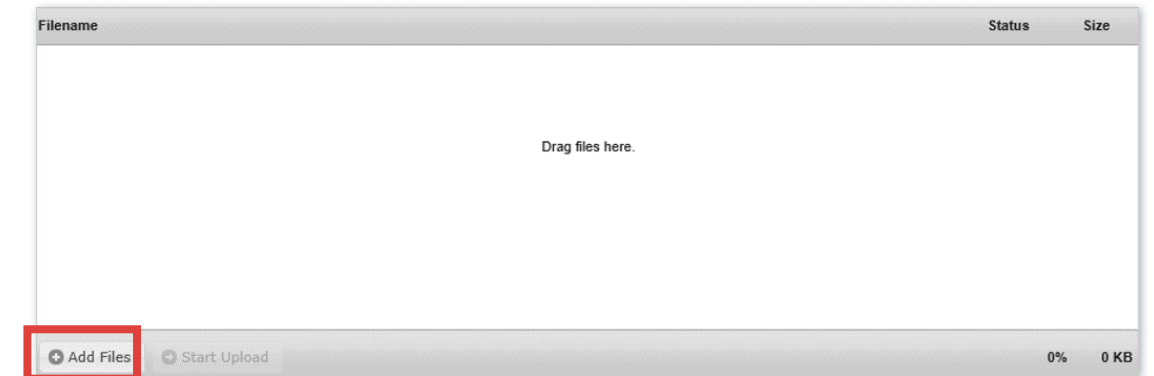 Filename Status Size
Drag files here.
Add Files Start Upload 0% 0 KB